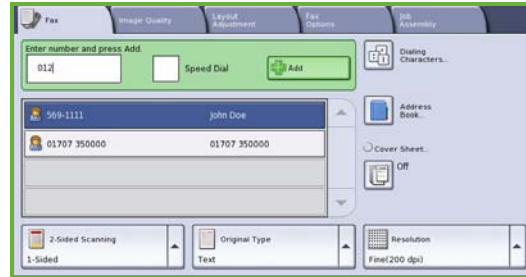 Fax
Image Quality
Layout
Adjustment
Fax
Options
Job
Assembly
Enter number and press Add.
012
Speed Dial
Add
Dialing
Characters...
569-1111 John Doe
01707 350000 01707 350000
Address
Book...
Cover Sheet...
Off
2-Sided Scanning
1-Sided
Original Type
Text
Resolution
Fine(200 dpi)